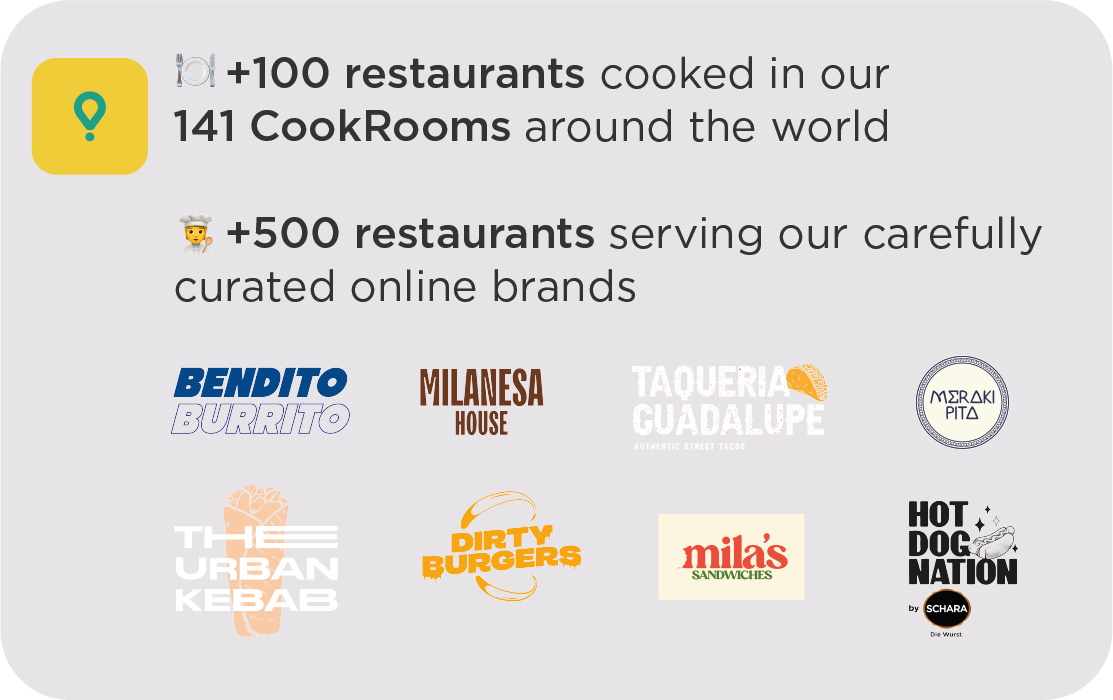 🍽️ +100 restaurants cooked in our
141 CookRooms around the world
👨‍🍳 +500 restaurants serving our carefully
curated online brands
BENDITO
BURRITO
MILANESA
HOUSE
TAQUERIA
GUADALUPE
AUTHENTIC STREET TACOS
MΣRAKI
PITΔ
THE
URBAN
KEBAB
DIRTY
BURGERS
mila's
SANDWICHES
HOT
DOG
NATION
by SCHARA
Die Wurst.